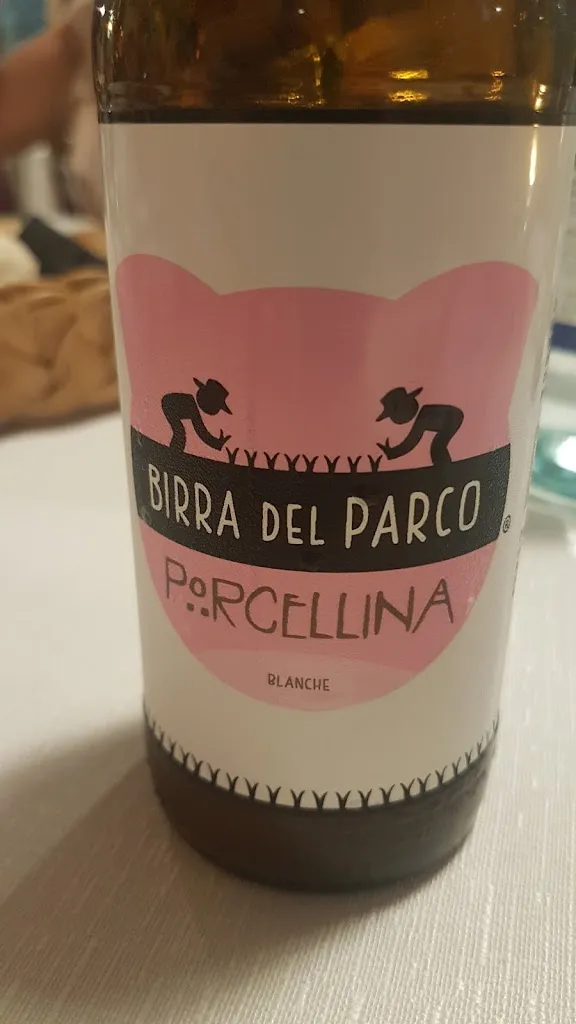 BIRRA DEL PARCO ®
PORCELLINA
BLANCHE